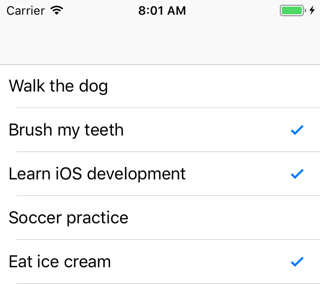 Carrier 8:01 AM
Walk the dog
Brush my teeth
Learn iOS development
Soccer practice
Eat ice cream